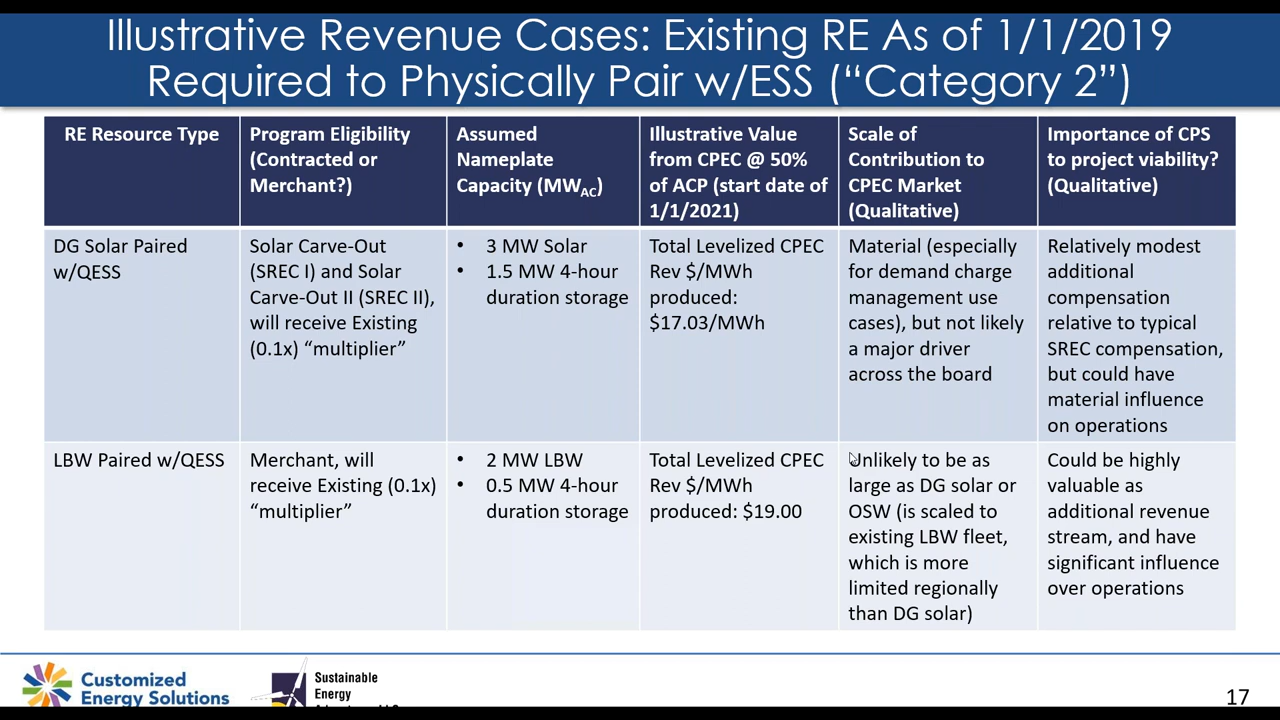 Illustrative Revenue Cases: Existing RE As of 1/1/2019
Required to Physically Pair w/ESS (“Category 2”)
RE Resource Type
Program Eligibility
(Contracted or
Merchant?)
Assumed
Nameplate
Capacity (MWAC)
Illustrative Value
from CPEC @ 50%
of ACP (start date of
1/1/2021)
Scale of
Contribution to
CPEC Market
(Qualitative)
Importance of CPS
to project viability?
(Qualitative)
DG Solar Paired
w/QESS
Solar Carve-Out
(SREC I) and Solar
Carve-Out II (SREC II),
will receive Existing
(0.1x) “multiplier”
• 3 MW Solar
• 1.5 MW 4-hour
duration storage
Total Levelized CPEC
Rev $/MWh
produced:
$17.03/MWh
Material (especially
for demand charge
management use
cases), but not likely
a major driver
across the board
Relatively modest
additional
compensation
relative to typical
SREC compensation,
but could have
material influence
on operations
LBW Paired w/QESS
Merchant, will
receive Existing (0.1x)
“multiplier”
• 2 MW LBW
• 0.5 MW 4-hour
duration storage
Total Levelized CPEC
Rev $/MWh
produced: $19.00
Unlikely to be as
large as DG solar or
OSW (is scaled to
existing LBW fleet,
which is more
limited regionally
than DG solar)
Could be highly
valuable as
additional revenue
stream, and have
significant influence
over operations
Customized
Energy Solutions
Sustainable
Energy
17